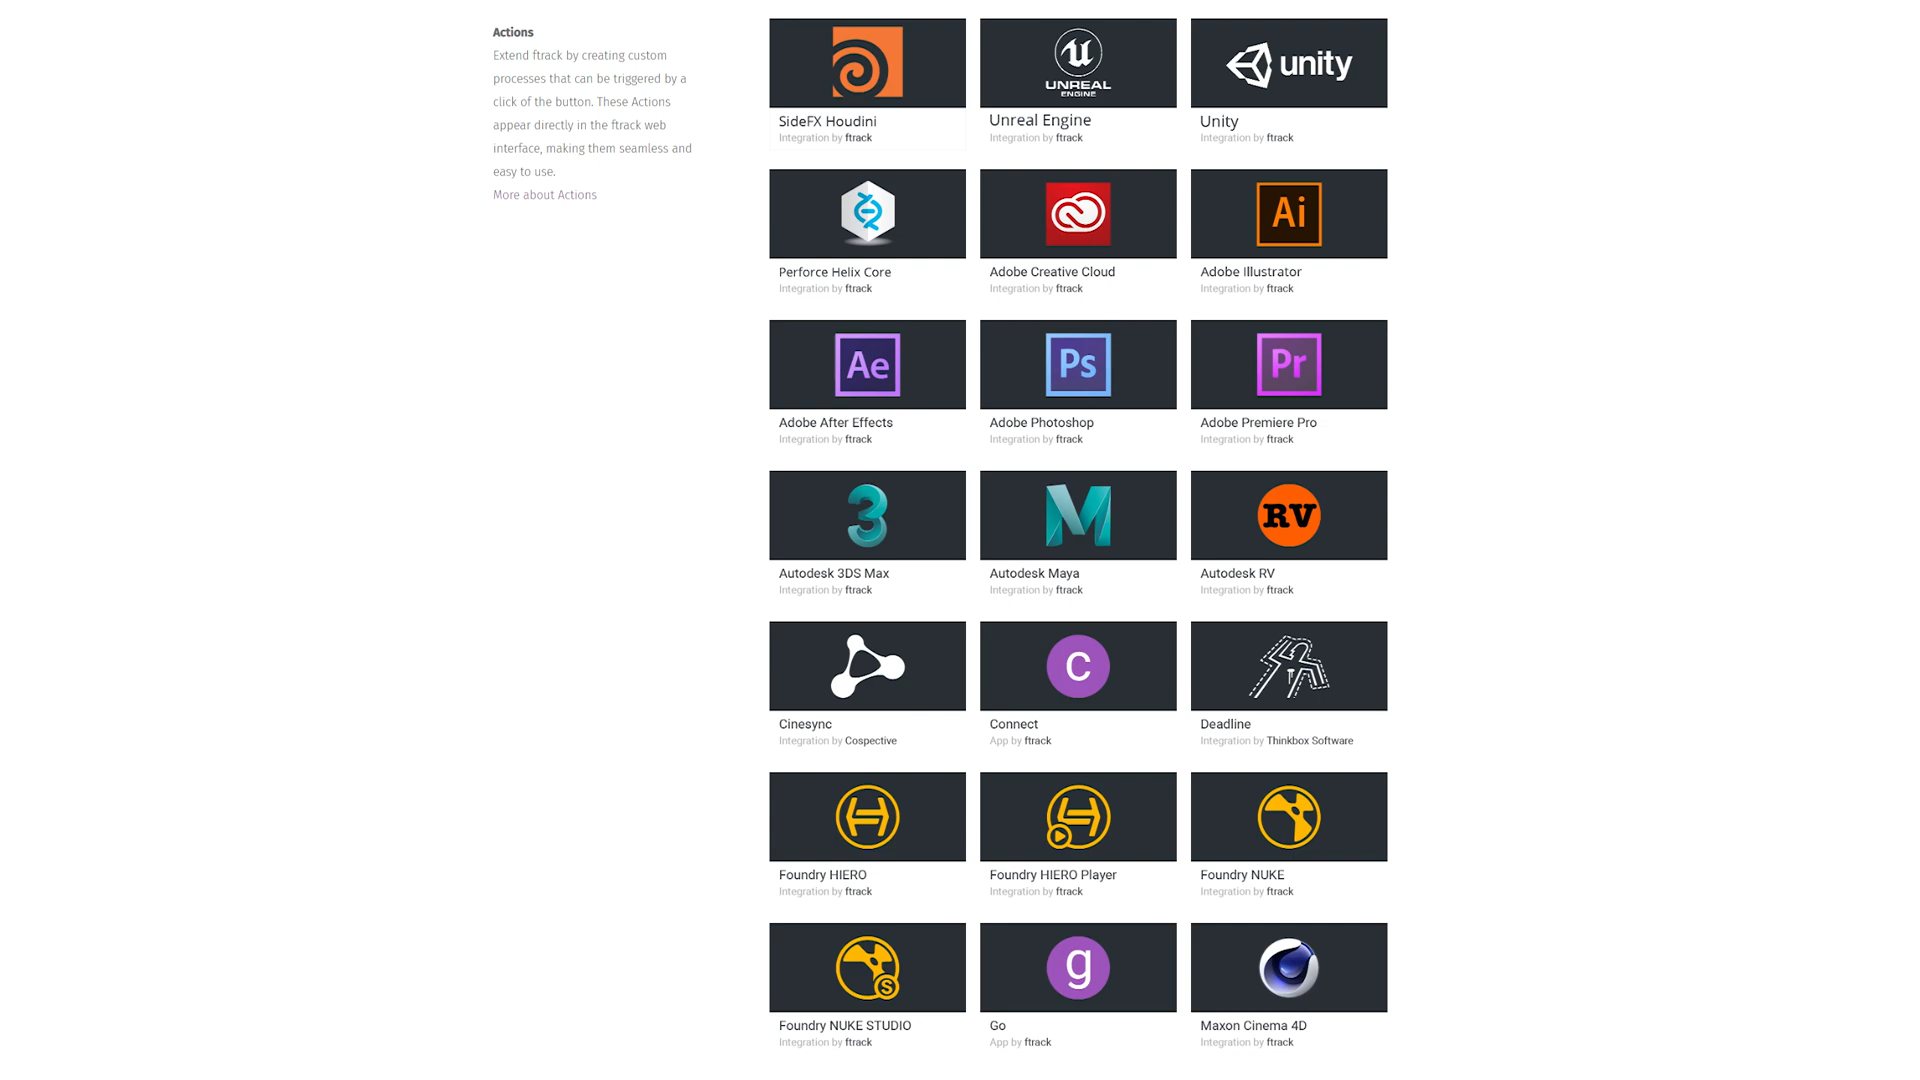 Actions
Extend ftrack by creating custom
processes that can be triggered by a
click of the button. These Actions
appear directly in the ftrack web
interface, making them seamless and
easy to use.
More about Actions
UNREAL
ENGINE
unity
SideFX Houdini
Integration by ftrack
Unreal Engine
Integration by ftrack
Unity
Integration by ftrack
Ai
Perforce Helix Core
Integration by ftrack
Adobe Creative Cloud
Integration by ftrack
Adobe Illustrator
Integration by ftrack
Ae
Ps
Pr
Adobe After Effects
Integration by ftrack
Adobe Photoshop
Integration by ftrack
Adobe Premiere Pro
Integration by ftrack
3
M
RV
Autodesk 3DS Max
Integration by ftrack
Autodesk Maya
Integration by ftrack
Autodesk RV
Integration by ftrack
c
Cinesync
Integration by Cospective
Connect
App by ftrack
Deadline
Integration by Thinkbox Software
Foundry HIERO
Integration by ftrack
Foundry HIERO Player
Integration by ftrack
Foundry NUKE
Integration by ftrack
S
g
Foundry NUKE STUDIO
Integration by ftrack
Go
App by ftrack
Maxon Cinema 4D
Integration by ftrack